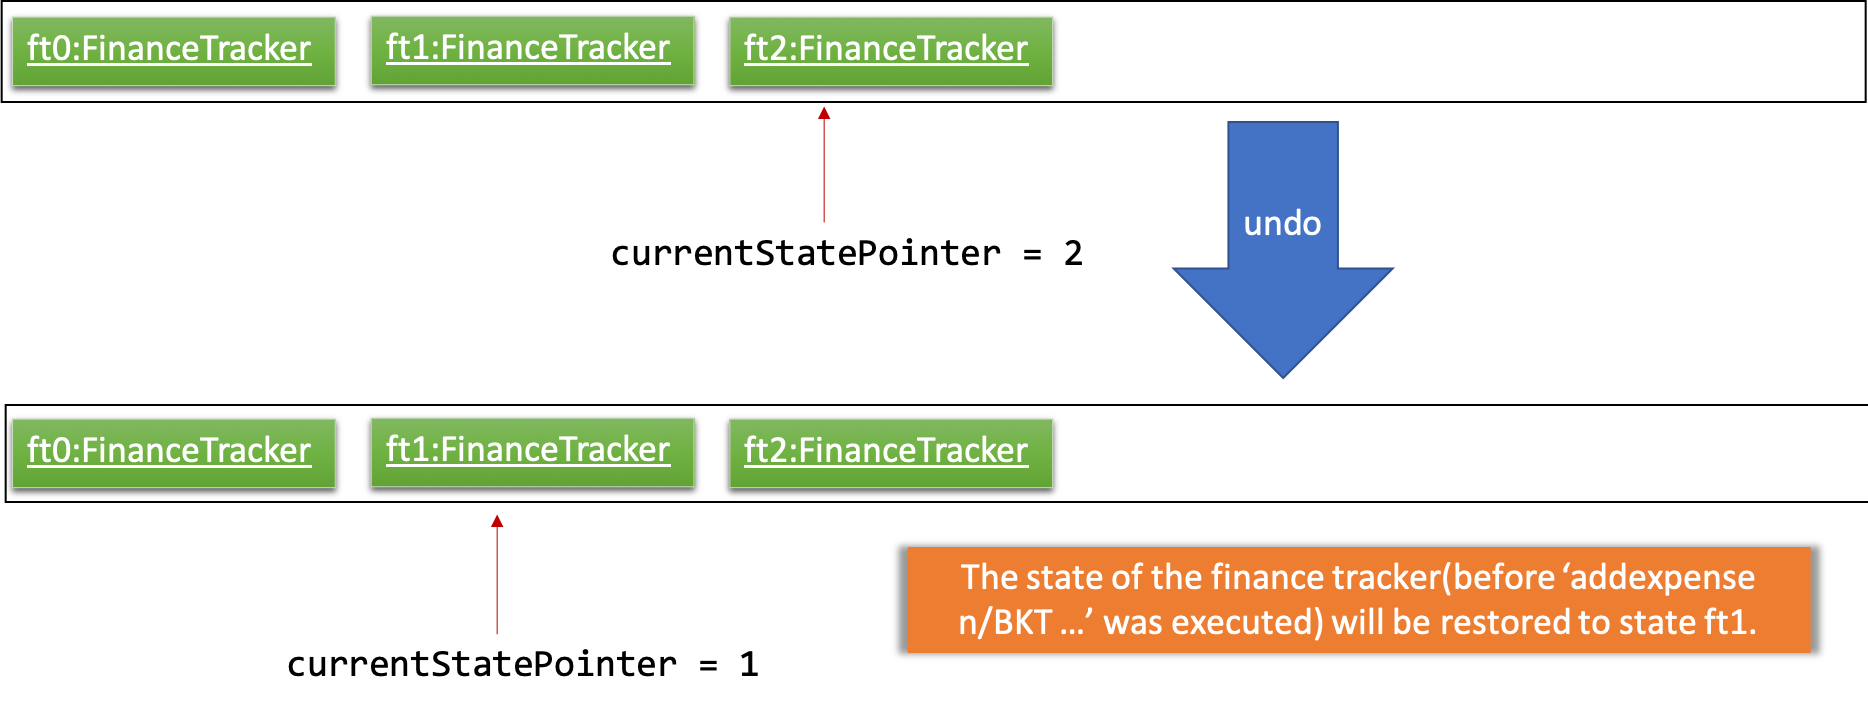 ft0:FinanceTracker
ft1:FinanceTracker
ft2:FinanceTracker
currentStatePointer = 2
undo
ft0:FinanceTracker
ft1:FinanceTracker
ft2:FinanceTracker
The state of the finance tracker(before ‘addexpense
n/BKT …’ was executed) will be restored to state ft1.
currentStatePointer = 1